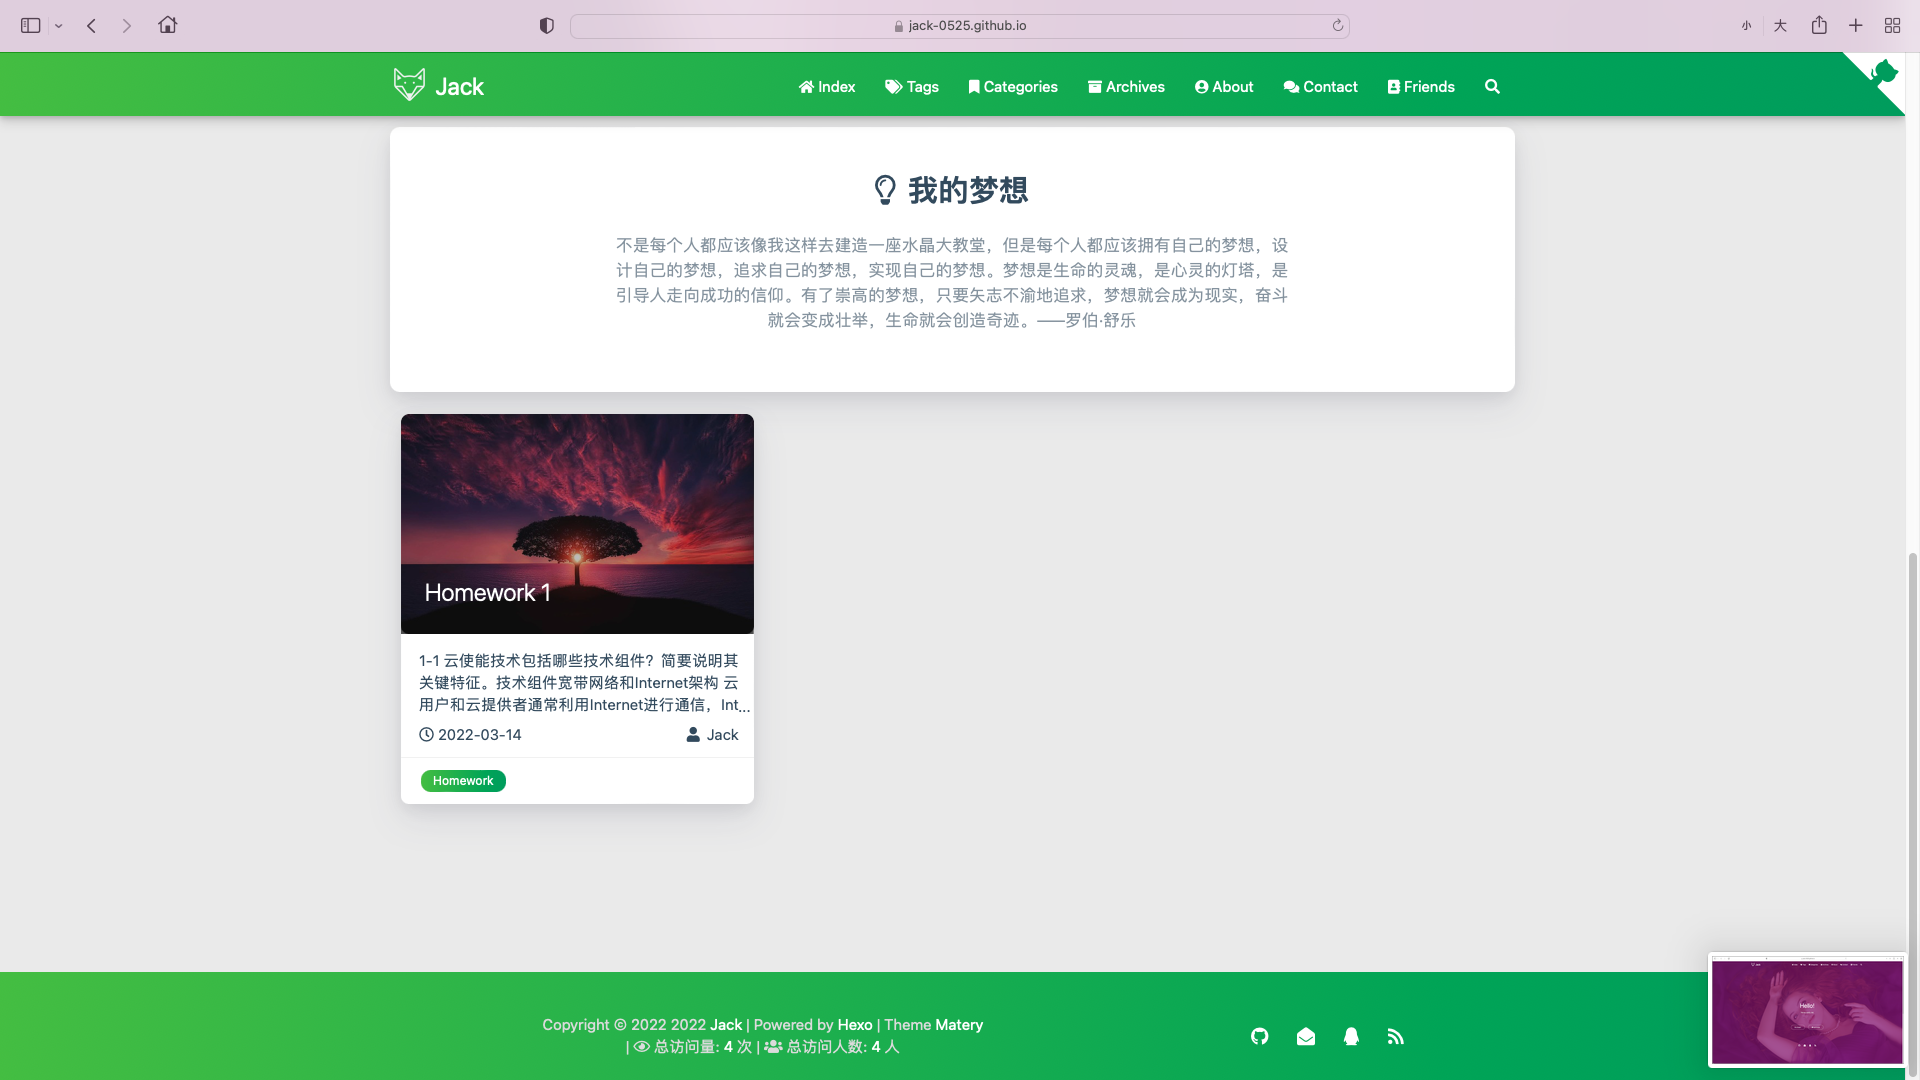 jack-0525.github.io
小 大
Jack
Index Tags Categories Archives About Contact Friends
我的梦想
不是每个人都应该像我这样去建造一座水晶大教堂，但是每个人都应该拥有自己的梦想，设
计自己的梦想，追求自己的梦想，实现自己的梦想。梦想是生命的灵魂，是心灵的灯塔，是
引导人走向成功的信仰。有了崇高的梦想，只要矢志不渝地追求，梦想就会成为现实，奋斗
就会变成壮举，生命就会创造奇迹。——罗伯·舒乐
Homework 1
1-1 云使能技术包括哪些技术组件？简要说明其
关键特征。技术组件宽带网络和Internet架构 云
用户和云提供者通常利用Internet进行通信，Int...
2022-03-14 Jack
Homework
Copyright © 2022 2022 Jack | Powered by Hexo | Theme Matery
| 总访问量: 4 次 | 总访问人数: 4 人
Hello!